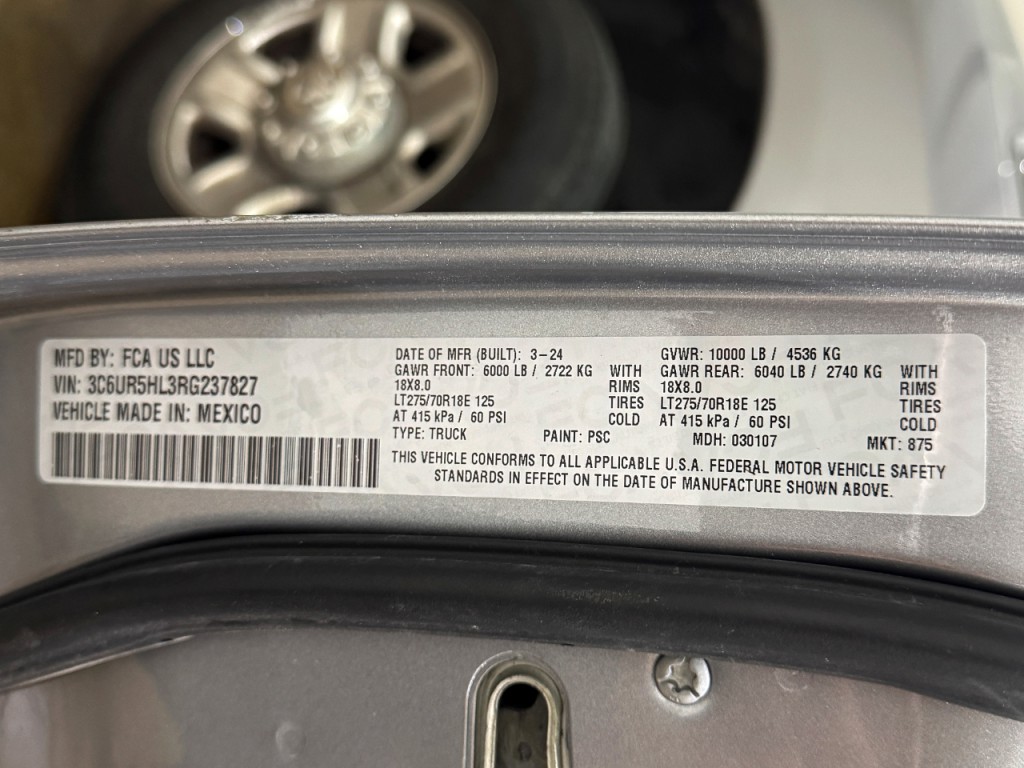 MFD BY: FCA US LLC
VIN: 3C6UR5HL3RG237827
VEHICLE MADE IN: MEXICO
DATE OF MFR (BUILT): 3-24
GAWR FRONT: 6000 LB / 2722 KG WITH
18X8.0 RIMS
LT275/70R18E 125 TIRES
AT 415 kPa / 60 PSI COLD
TYPE: TRUCK PAINT: PSC
GVWR: 10000 LB / 4536 KG
GAWR REAR: 6040 LB / 2740 KG WITH
18X8.0 RIMS
LT275/70R18E 125 TIRES
AT 415 kPa / 60 PSI COLD
MDH: 030107 MKT: 875
THIS VEHICLE CONFORMS TO ALL APPLICABLE U.S.A. FEDERAL MOTOR VEHICLE SAFETY
STANDARDS IN EFFECT ON THE DATE OF MANUFACTURE SHOWN ABOVE.